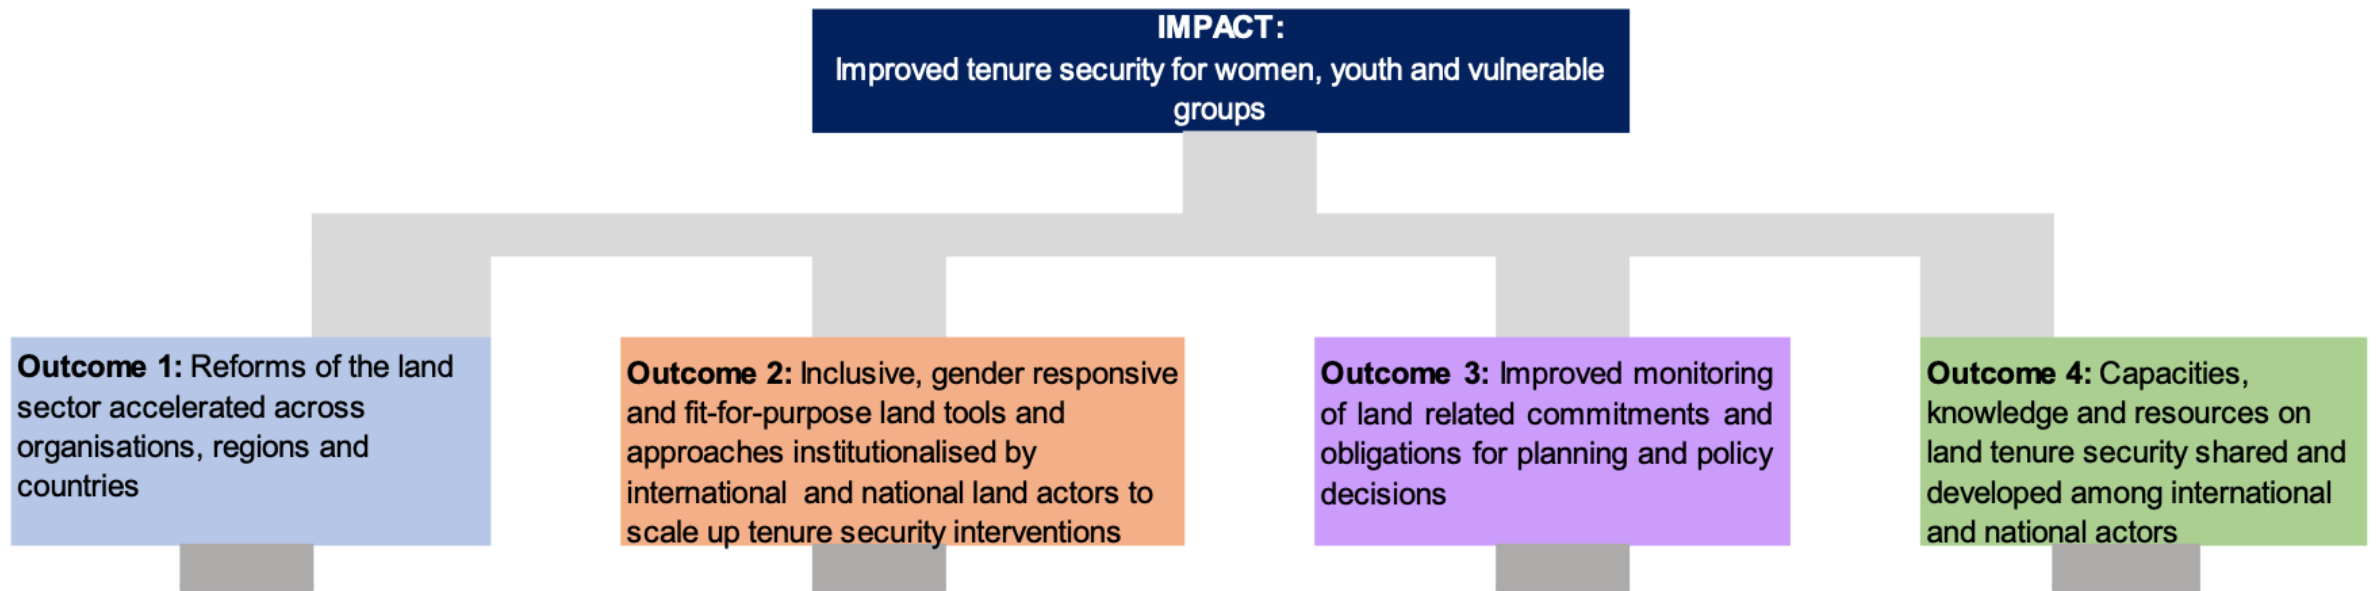 IMPACT:
Improved tenure security for women, youth and vulnerable
groups
Outcome 1: Reforms of the land
sector accelerated across
organisations, regions and
countries
Outcome 2: Inclusive, gender responsive
and fit-for-purpose land tools and
approaches institutionalised by
international and national land actors to
scale up tenure security interventions
Outcome 3: Improved monitoring
of land related commitments and
obligations for planning and policy
decisions
Outcome 4: Capacities,
knowledge and resources on
land tenure security shared and
developed among international
and national actors